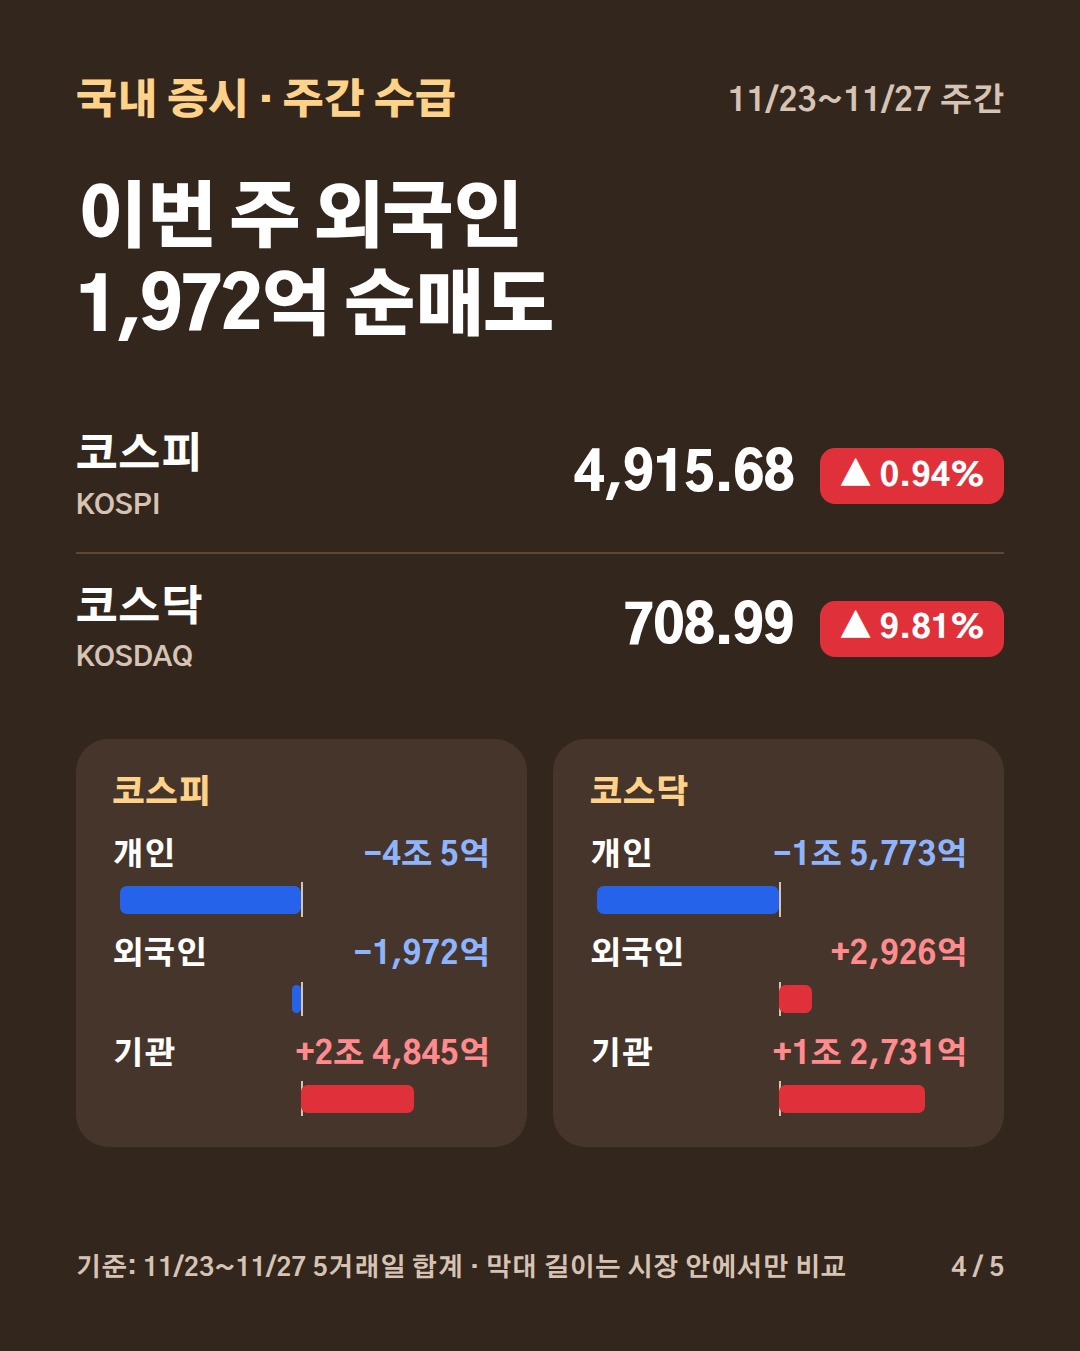 국내 증시 · 주간 수급
11/23~11/27 주간
이번 주 외국인
1,972억 순매도
코스피
KOSPI
4,915.68
▲ 0.94%
코스닥
KOSDAQ
708.99
▲ 9.81%
코스피
개인 −4조 5억
외국인 −1,972억
기관 +2조 4,845억
코스닥
개인 −1조 5,773억
외국인 +2,926억
기관 +1조 2,731억
기준: 11/23~11/27 5거래일 합계 · 막대 길이는 시장 안에서만 비교
4 / 5